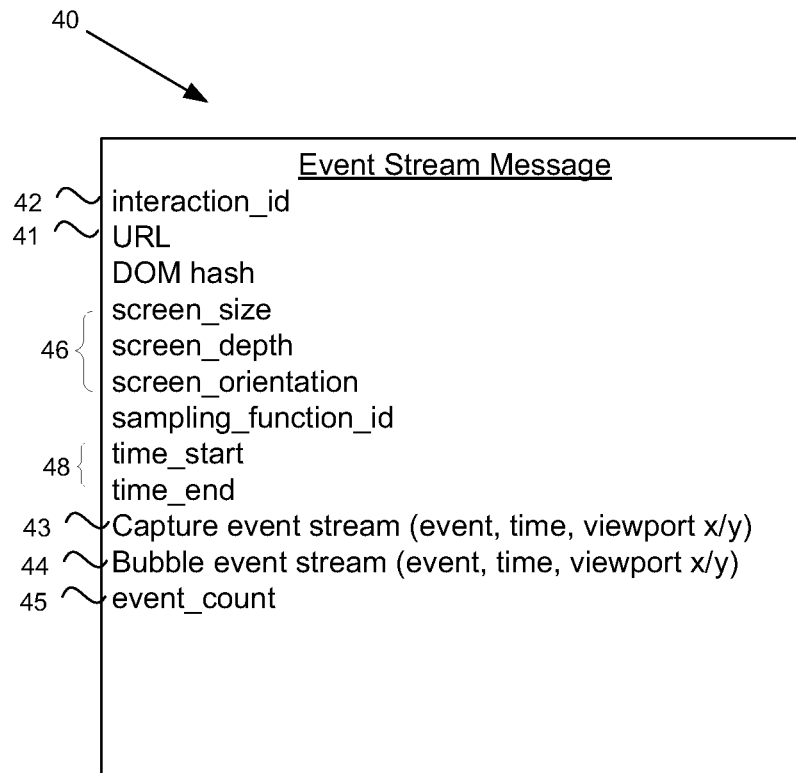 40
Event Stream Message
42 interaction_id
41 URL
DOM hash
screen_size
46 screen_depth
screen_orientation
sampling_function_id
48 time_start
time_end
43 Capture event stream (event, time, viewport x/y)
44 Bubble event stream (event, time, viewport x/y)
45 event_count